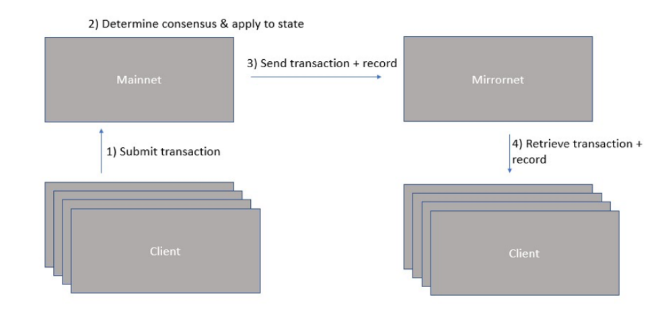 2) Determine consensus & apply to state
Mainnet
3) Send transaction + record
Mirrornet
1) Submit transaction
4) Retrieve transaction +
record
Client
Client